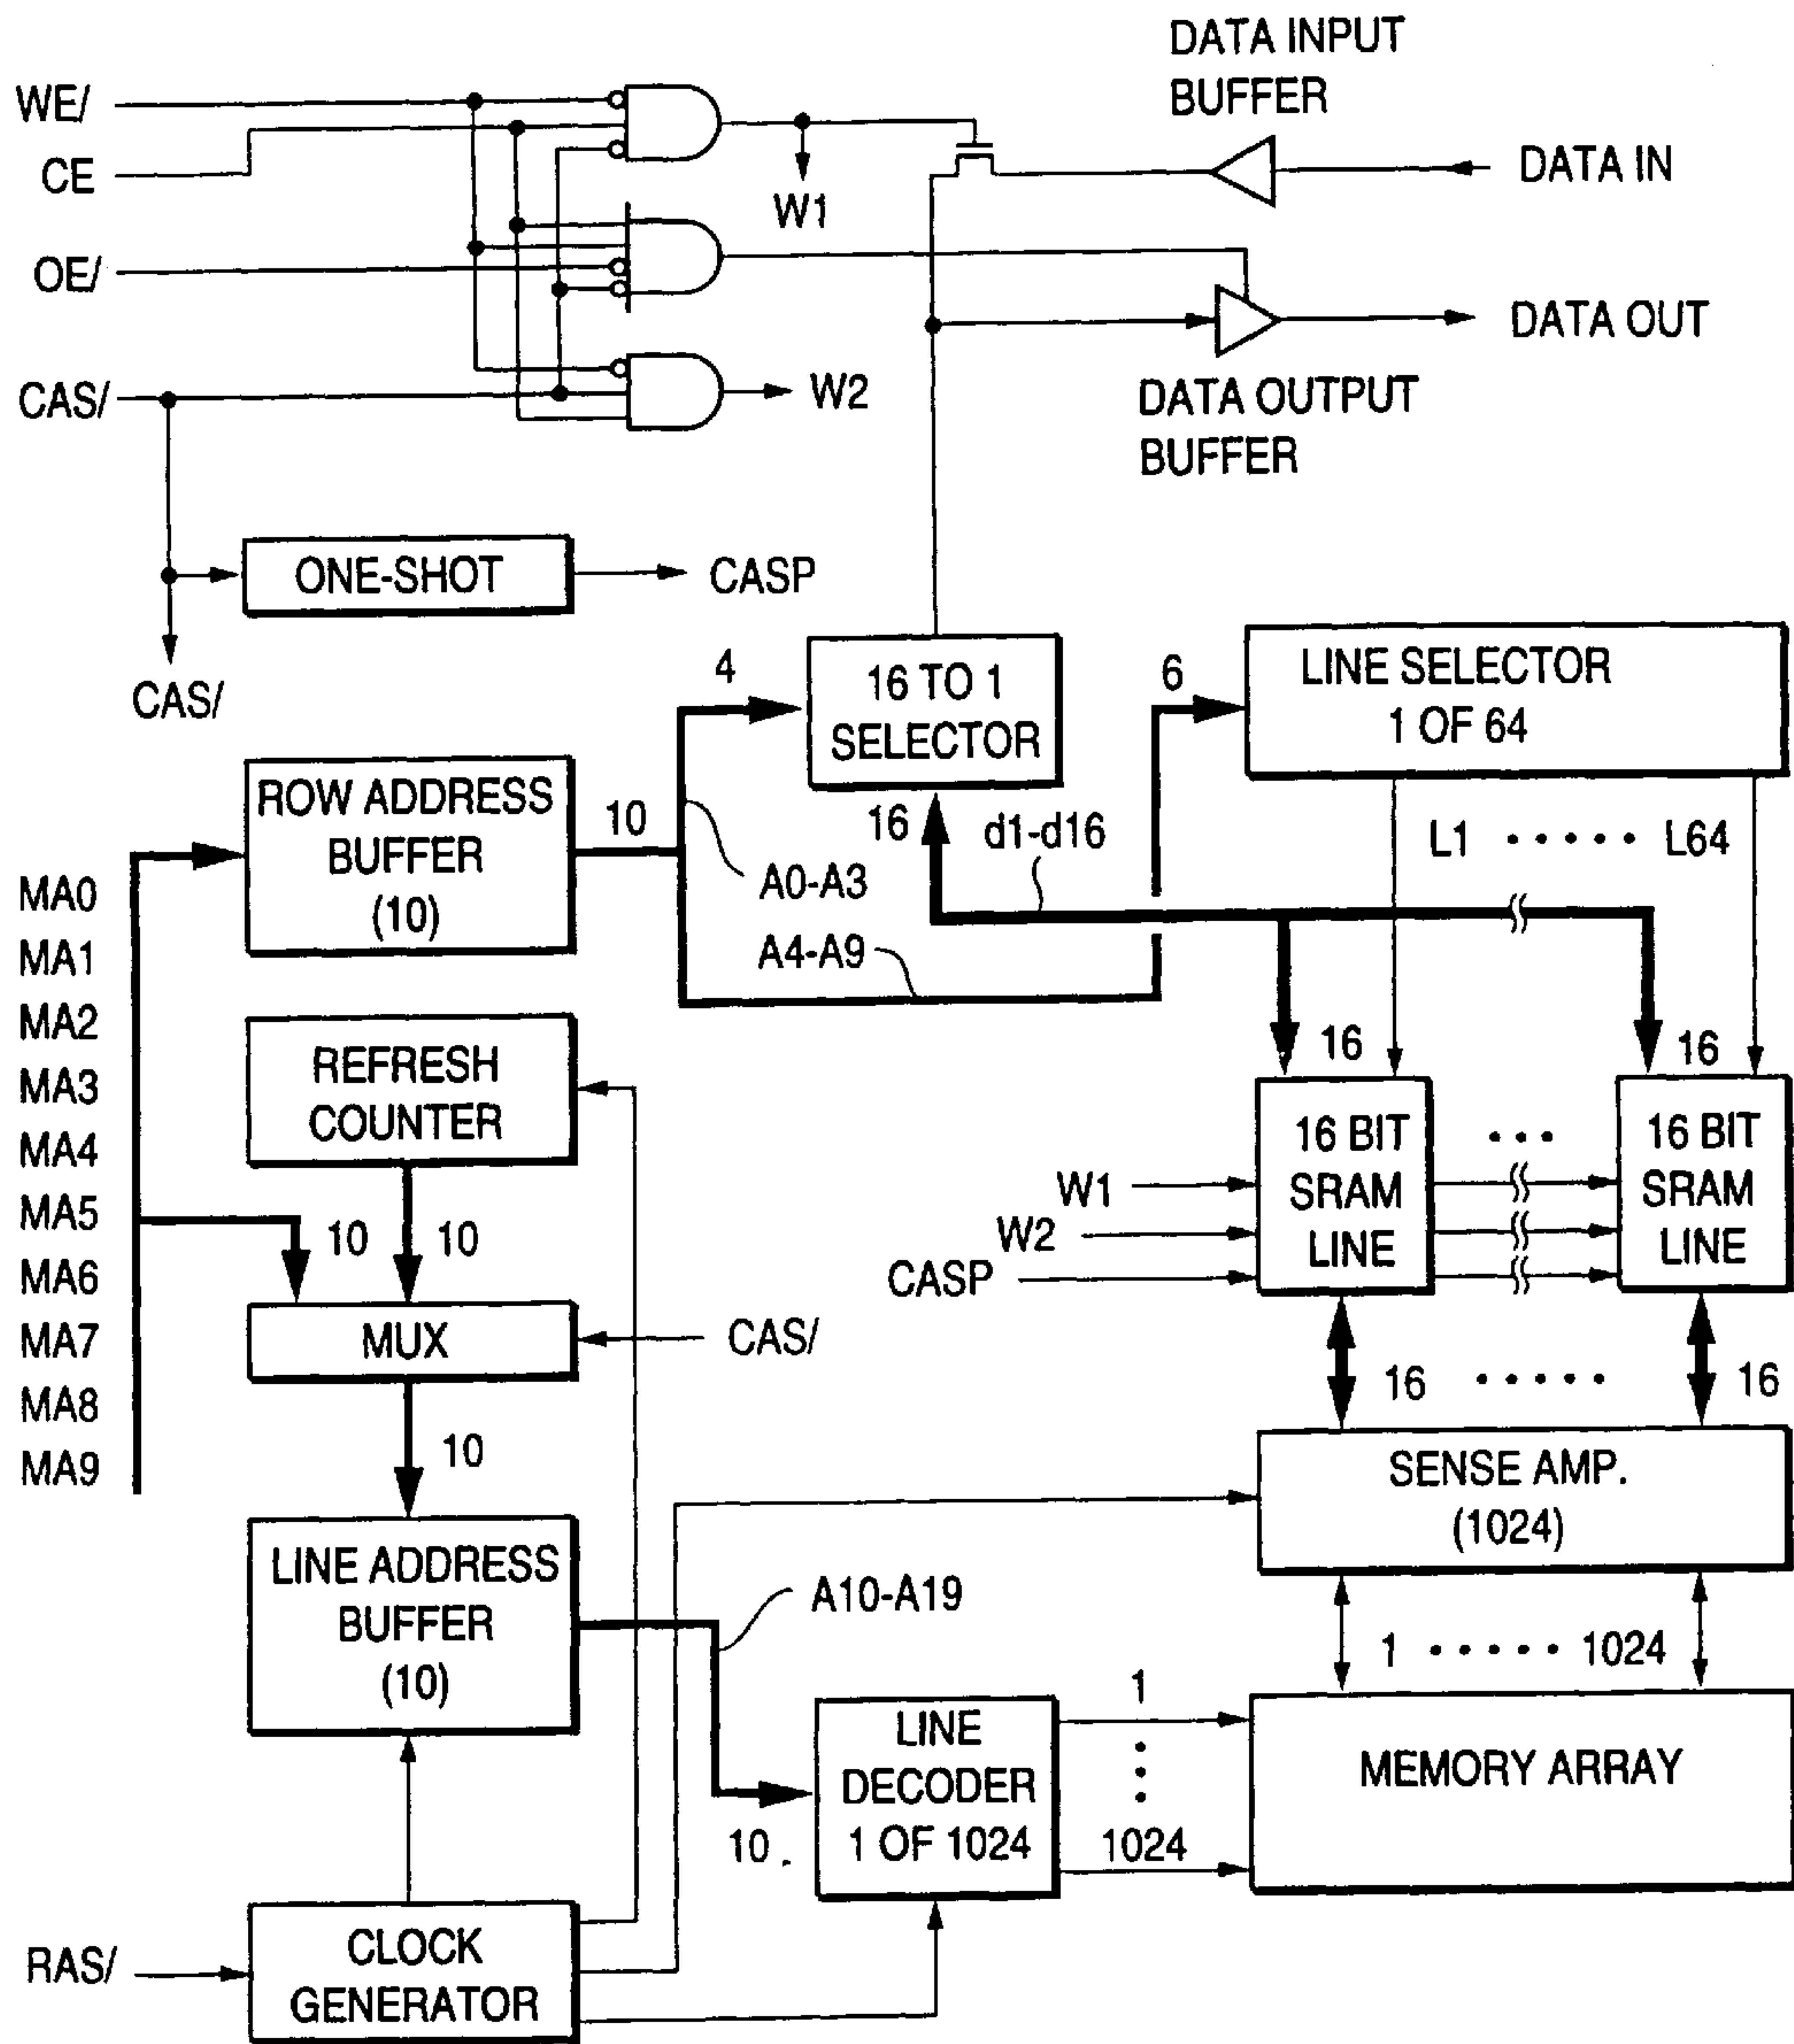 DATA INPUT
BUFFER
WE/
CE
DATA IN
W1
OE/
DATA OUT
CAS/
W2
DATA OUTPUT
BUFFER
ONE-SHOT
CASP
CAS/
4
16 TO 1
SELECTOR
6
LINE SELECTOR
1 OF 64
ROW ADDRESS
BUFFER
(10)
10
16
d1-d16
L1 ..... L64
A0-A3
A4-A9
MA0
MA1
MA2
MA3
MA4
MA5
MA6
MA7
MA8
MA9
REFRESH
COUNTER
16
16
16 BIT
SRAM
LINE
...
16 BIT
SRAM
LINE
W1
W2
CASP
10
10
MUX
CAS/
16 ..... 16
10
SENSE AMP.
(1024)
LINE ADDRESS
BUFFER
(10)
A10-A19
1 ..... 1024
LINE
DECODER
1 OF 1024
10
1
1024
MEMORY ARRAY
RAS/
CLOCK
GENERATOR